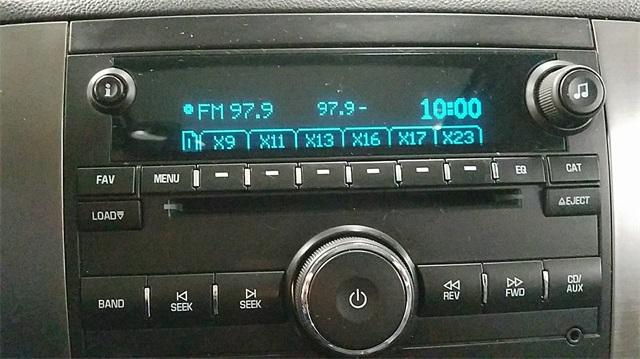 FM 97.9 97.9- 10:00
1 X9 X11 X13 X16 X17 X23
FAV MENU EQ CAT
LOAD EJECT
BAND SEEK SEEK REV FWD CD/AUX